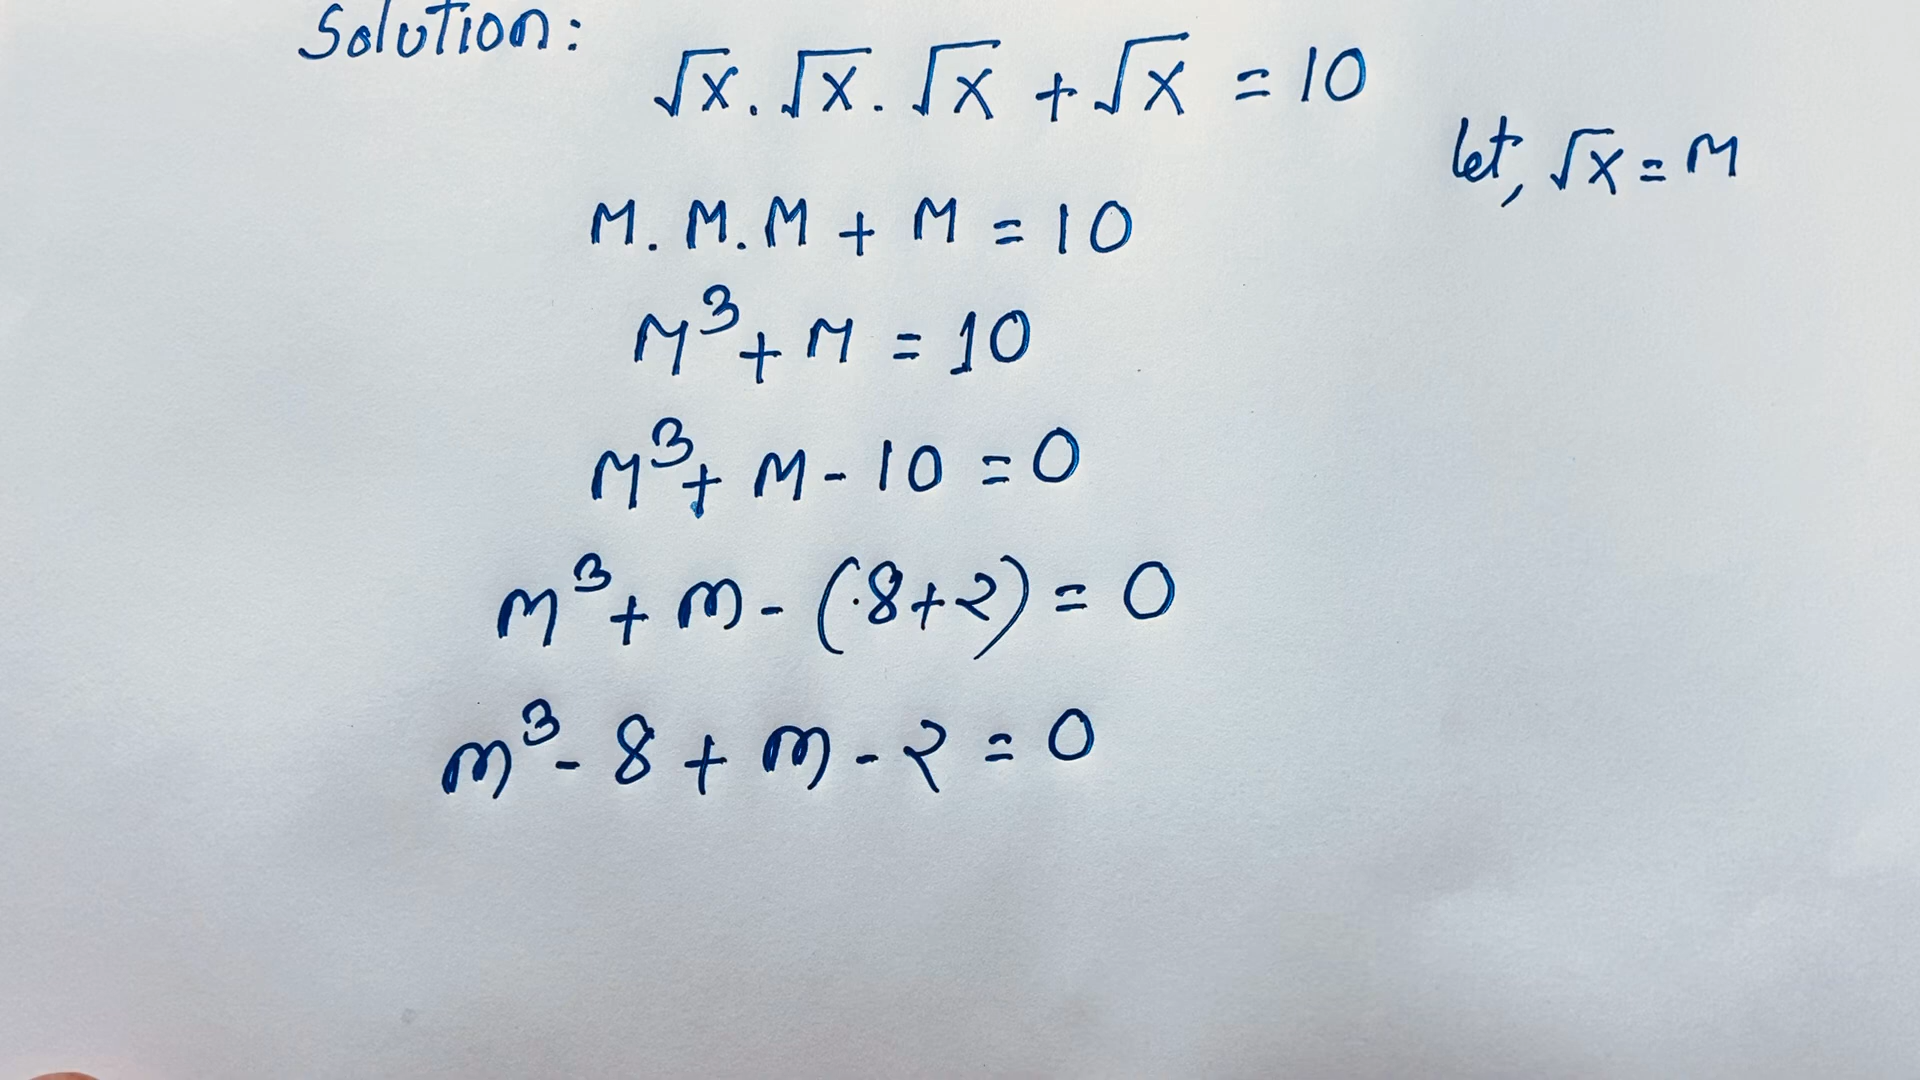 Solution:
√x . √x . √x + √x = 10
let, √x = M
M . M . M + M = 10
M³ + M = 10
M³ + M - 10 = 0
m³ + m - (8+2) = 0
m³ - 8 + m - 2 = 0